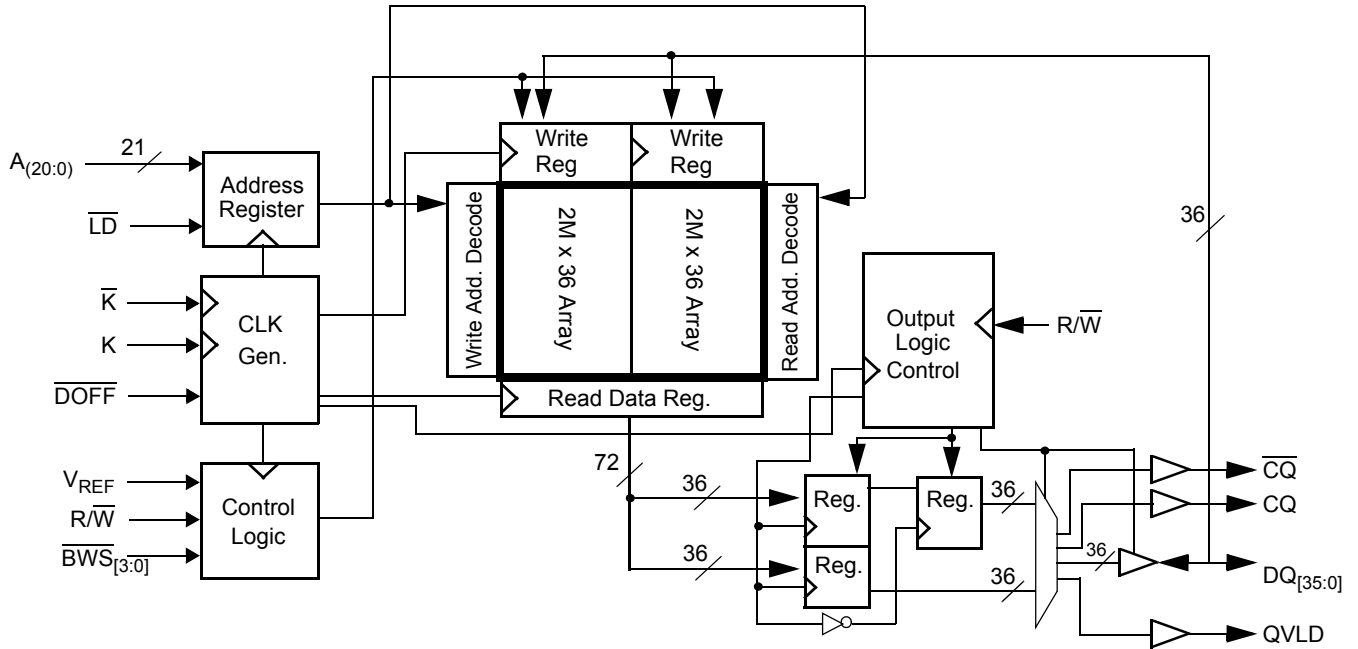 A(20:0)
21
LD
Address
Register
K
K
DOFF
CLK
Gen.
VREF
R/W
BWS[3:0]
Control
Logic
Write
Reg
Write
Reg
Write Add. Decode
2M x 36 Array
2M x 36 Array
Read Add. Decode
Read Data Reg.
72
36
36
Output
Logic
Control
R/W
36
Reg.
Reg.
Reg.
36
36
36
CQ
CQ
DQ[35:0]
QVLD